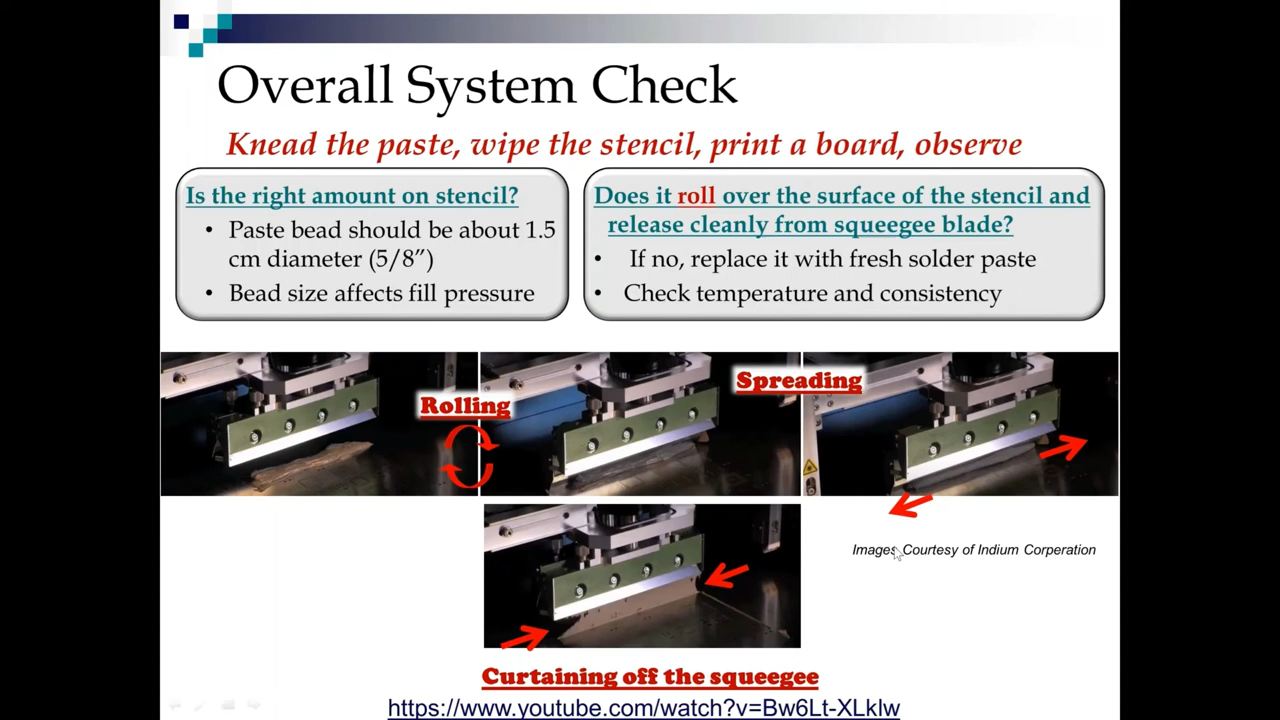 Overall System Check
Knead the paste, wipe the stencil, print a board, observe
Is the right amount on stencil?
• Paste bead should be about 1.5
cm diameter (5/8”)
• Bead size affects fill pressure
Does it roll over the surface of the stencil and
release cleanly from squeegee blade?
• If no, replace it with fresh solder paste
• Check temperature and consistency
Rolling
Spreading
Images Courtesy of Indium Corperation
Curtaining off the squeegee
https://www.youtube.com/watch?v=Bw6Lt-XLklw